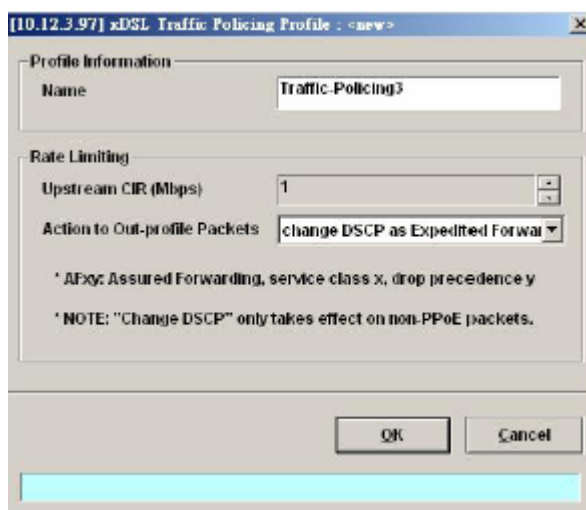 [10.12.3.97] xDSL Traffic Policing Profile : <new>
Profile Information
Name Traffic-Policing3
Rate Limiting
Upstream CIR (Mbps) 1
Action to Out-profile Packets change DSCP as Expedited Forwar
* AFxy: Assured Forwarding, service class x, drop precedence y
* NOTE: "Change DSCP" only takes effect on non-PPoE packets.
OK Cancel